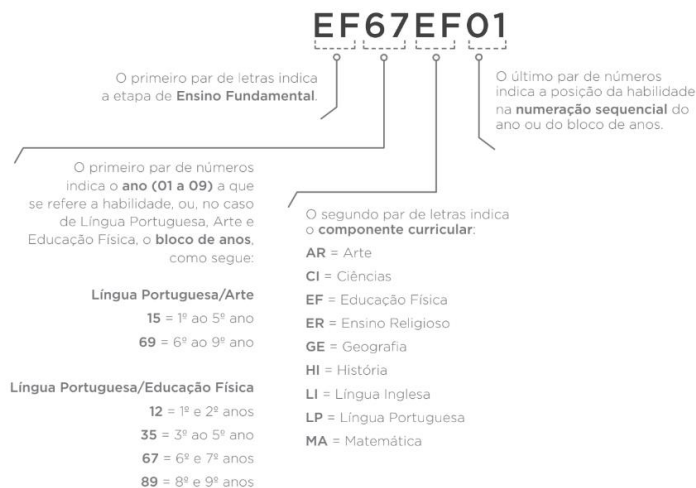 EF67EF01
O primeiro par de letras indica
a etapa de Ensino Fundamental.
O último par de números
indica a posição da habilidade
na numeração sequencial do
ano ou do bloco de anos.
O primeiro par de números
indica o ano (01 a 09) a que
se refere a habilidade, ou, no caso
de Língua Portuguesa, Arte e
Educação Física, o bloco de anos,
como segue:
Língua Portuguesa/Arte
15 = 1º ao 5º ano
69 = 6º ao 9º ano
Língua Portuguesa/Educação Física
12 = 1º e 2º anos
35 = 3º ao 5º ano
67 = 6º e 7º anos
89 = 8º e 9º anos
O segundo par de letras indica
o componente curricular:
AR = Arte
CI = Ciências
EF = Educação Física
ER = Ensino Religioso
GE = Geografia
HI = História
LI = Língua Inglesa
LP = Língua Portuguesa
MA = Matemática